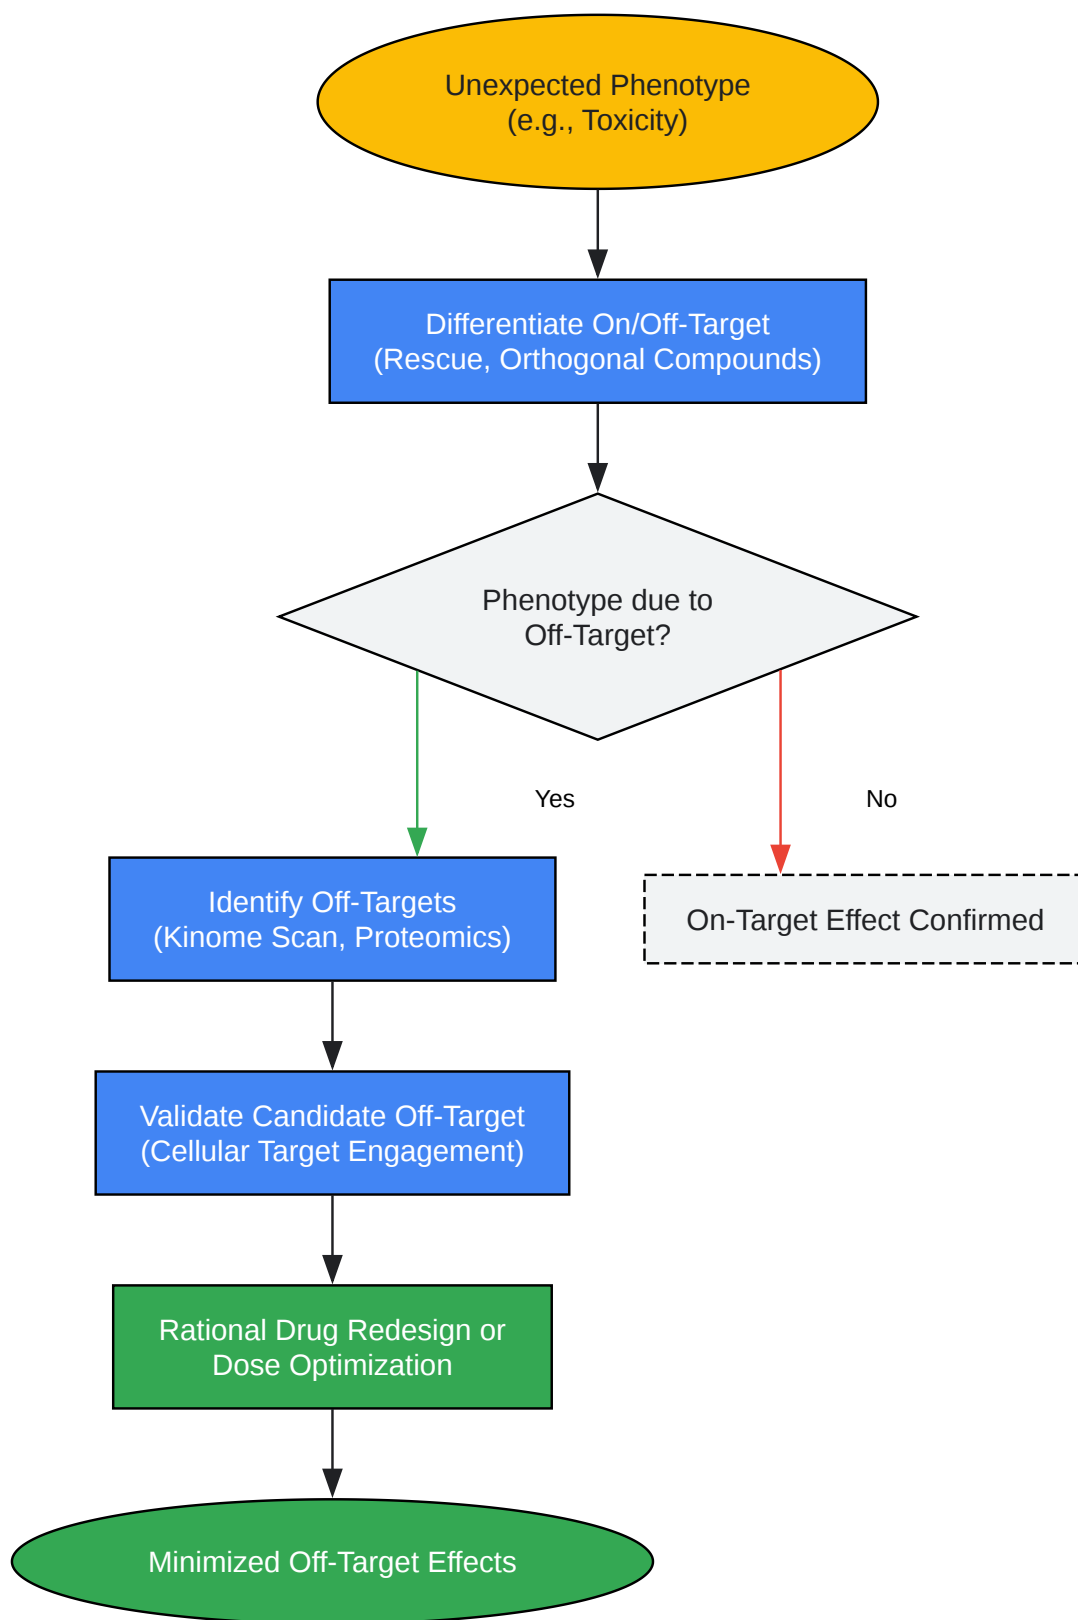 Unexpected Phenotype
(e.g., Toxicity)
Differentiate On/Off-Target
(Rescue, Orthogonal Compounds)
Phenotype due to
Off-Target?
Yes
No
Identify Off-Targets
(Kinome Scan, Proteomics)
On-Target Effect Confirmed
Validate Candidate Off-Target
(Cellular Target Engagement)
Rational Drug Redesign or
Dose Optimization
Minimized Off-Target Effects